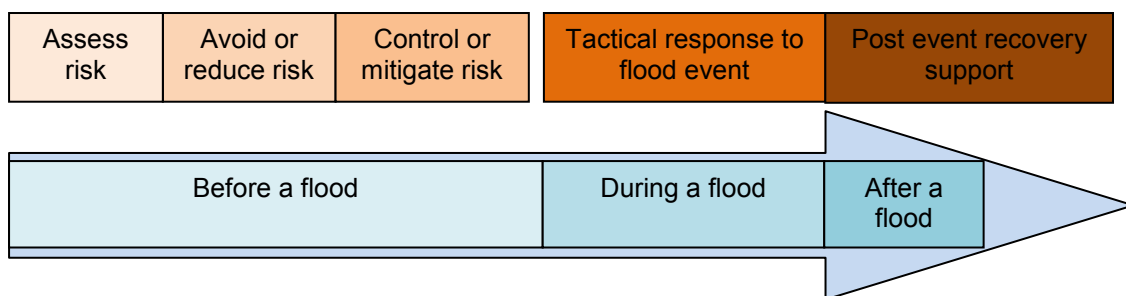 Assess
risk
Avoid or
reduce risk
Control or
mitigate risk
Tactical response to
flood event
Post event recovery
support
Before a flood
During a flood
After a
flood